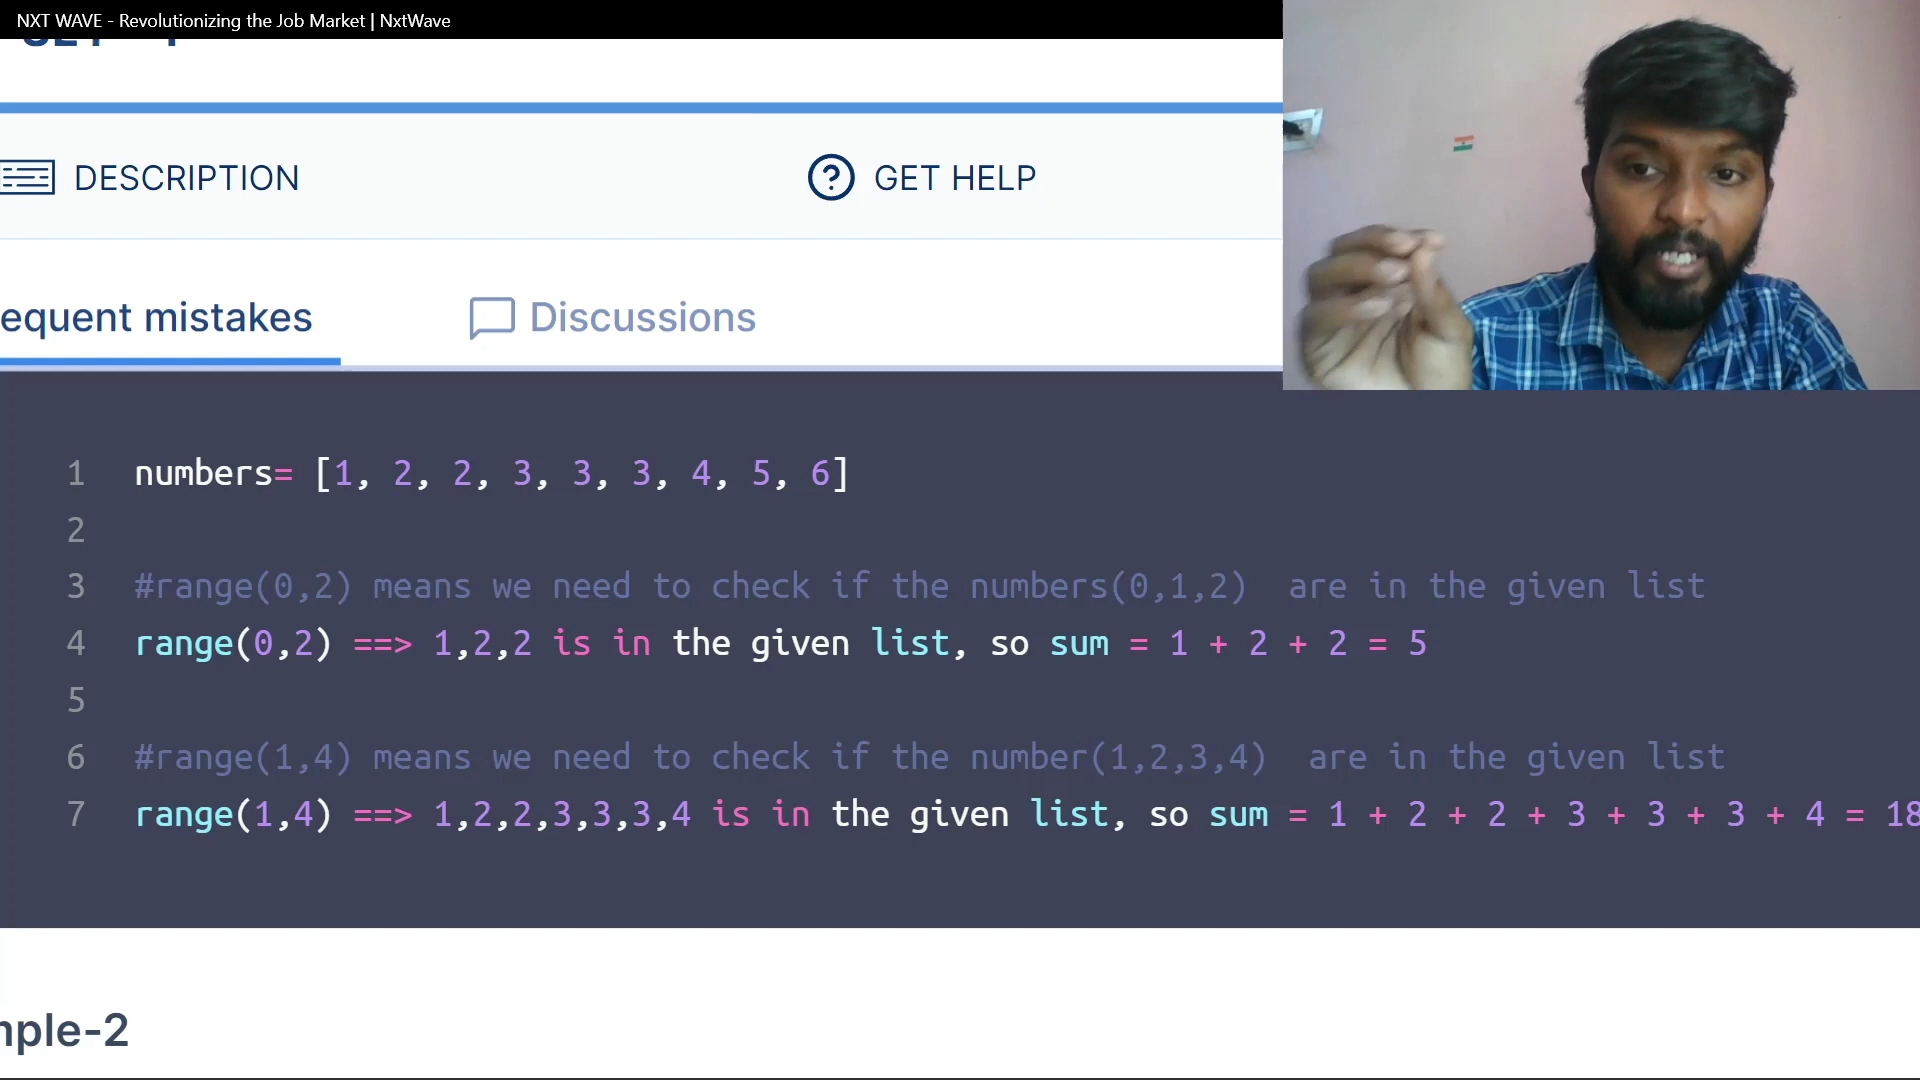 NXT WAVE - Revolutionizing the Job Market | NxtWave
DESCRIPTION
GET HELP
equent mistakes
Discussions
1 numbers= [1, 2, 2, 3, 3, 3, 4, 5, 6]
2
3 #range(0,2) means we need to check if the numbers(0,1,2)  are in the given list
4 range(0,2) ==> 1,2,2 is in the given list, so sum = 1 + 2 + 2 = 5
5
6 #range(1,4) means we need to check if the number(1,2,3,4)  are in the given list
7 range(1,4) ==> 1,2,2,3,3,3,4 is in the given list, so sum = 1 + 2 + 2 + 3 + 3 + 3 + 4 = 18
mple-2